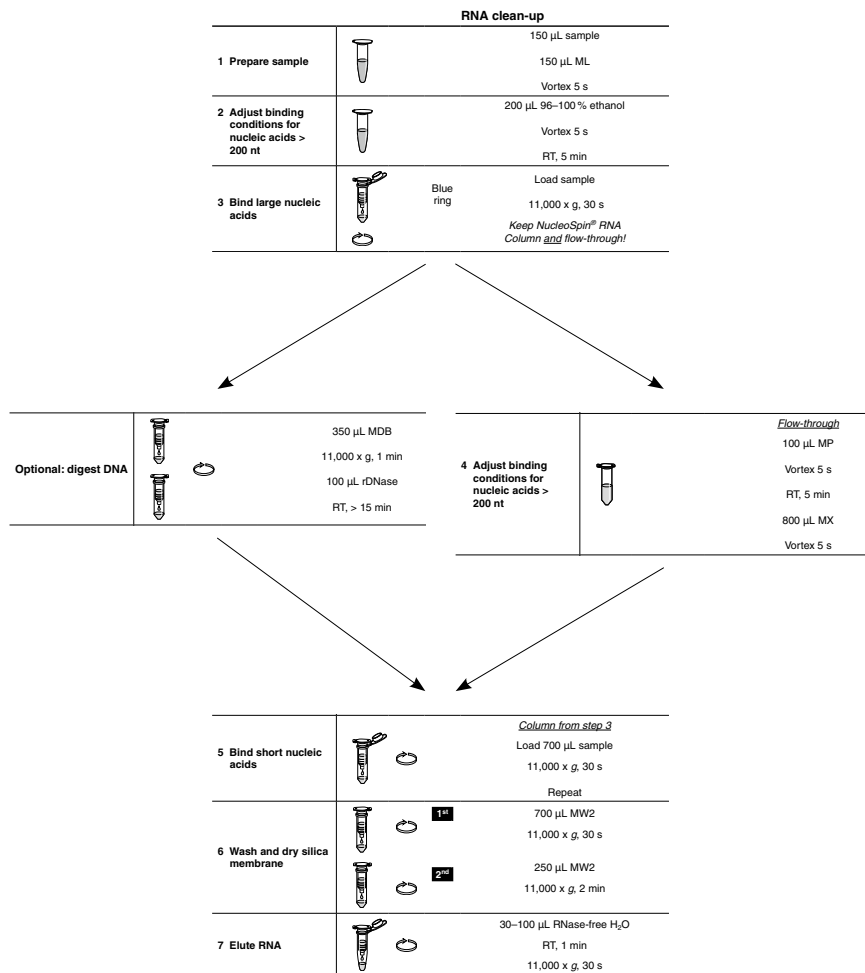 RNA clean-up
1 Prepare sample
150 µL sample
150 µL ML
Vortex 5 s
2 Adjust binding
conditions for
nucleic acids >
200 nt
200 µL 96–100 % ethanol
Vortex 5 s
RT, 5 min
3 Bind large nucleic
acids
Blue
ring
Load sample
11,000 x g, 30 s
Keep NucleoSpin® RNA
Column and flow-through!
Optional: digest DNA
350 µL MDB
11,000 x g, 1 min
100 µL rDNase
RT, > 15 min
4 Adjust binding
conditions for
nucleic acids >
200 nt
Flow-through
100 µL MP
Vortex 5 s
RT, 5 min
800 µL MX
Vortex 5 s
5 Bind short nucleic
acids
Column from step 3
Load 700 µL sample
11,000 x g, 30 s
Repeat
6 Wash and dry silica
membrane
1st
700 µL MW2
11,000 x g, 30 s
2nd
250 µL MW2
11,000 x g, 2 min
7 Elute RNA
30–100 µL RNase-free H₂O
RT, 1 min
11,000 x g, 30 s